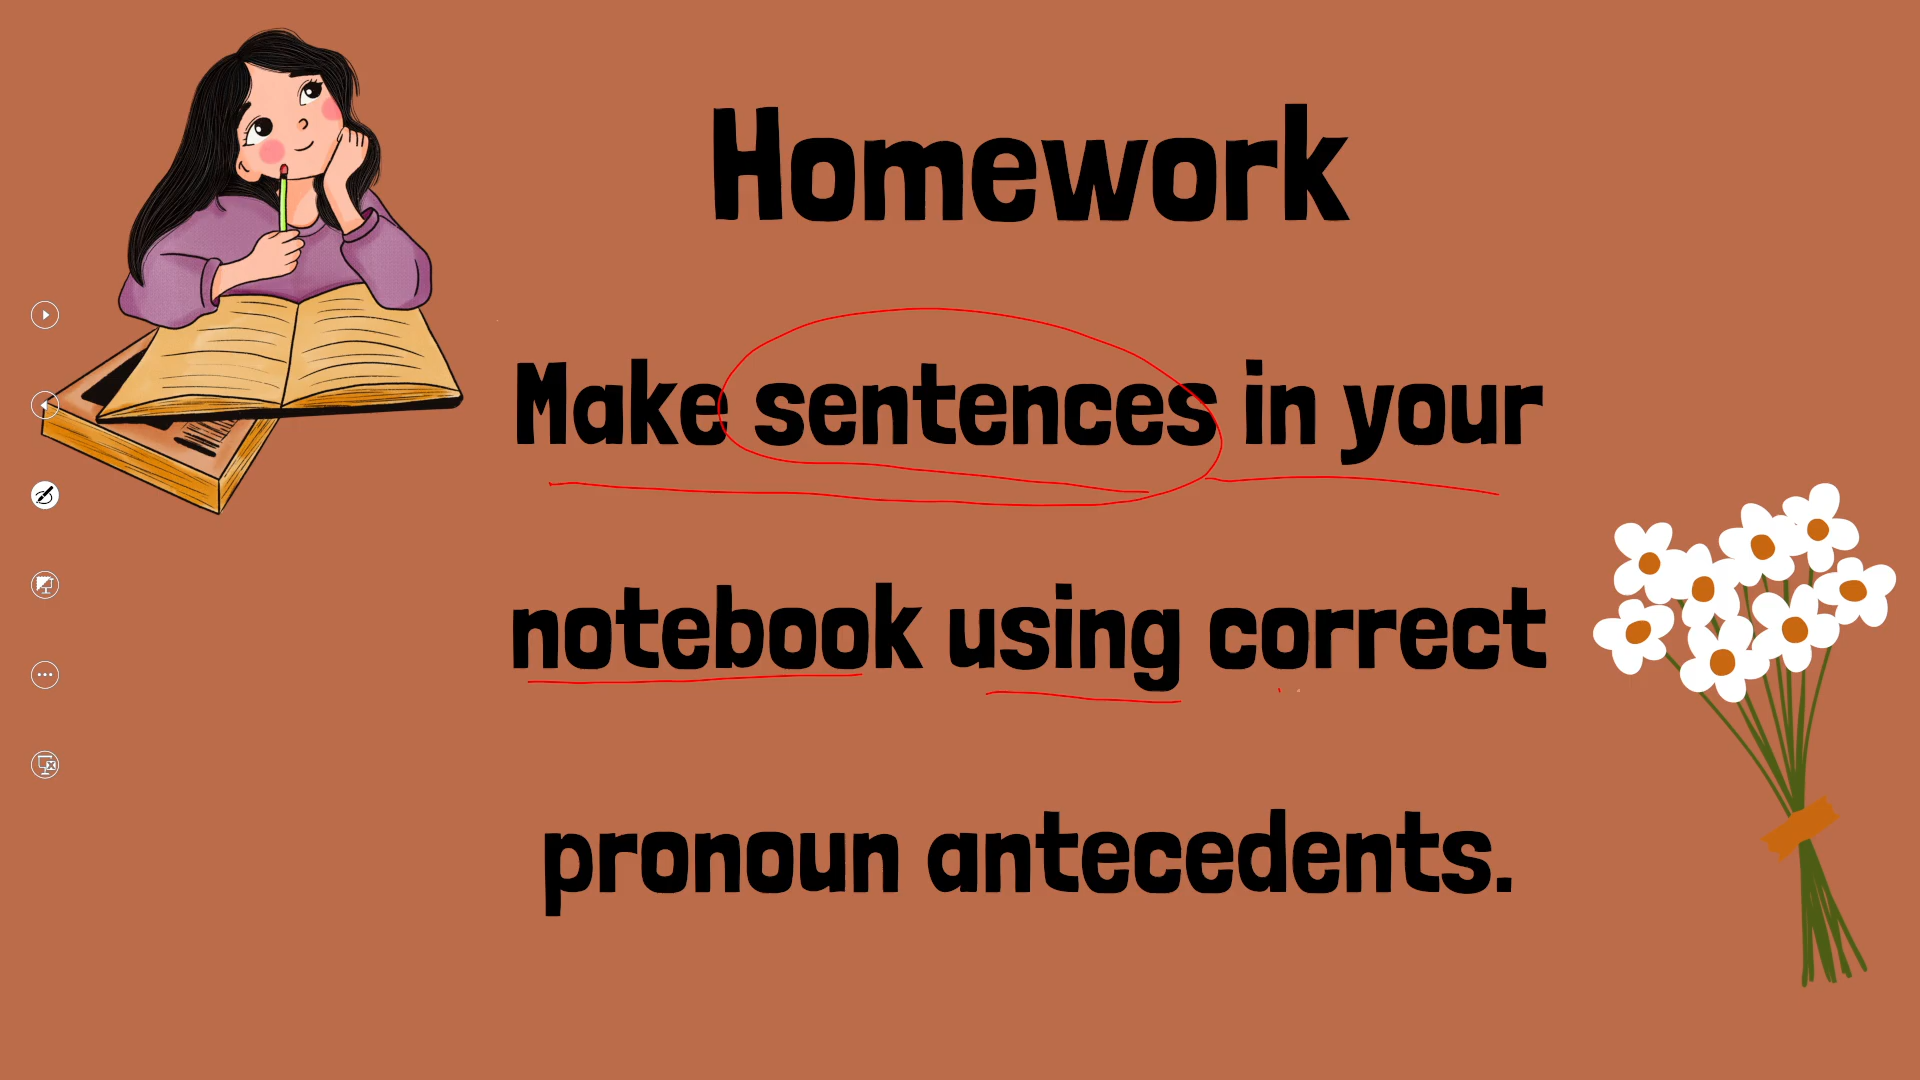 Homework
Make sentences in your
notebook using correct
pronoun antecedents.